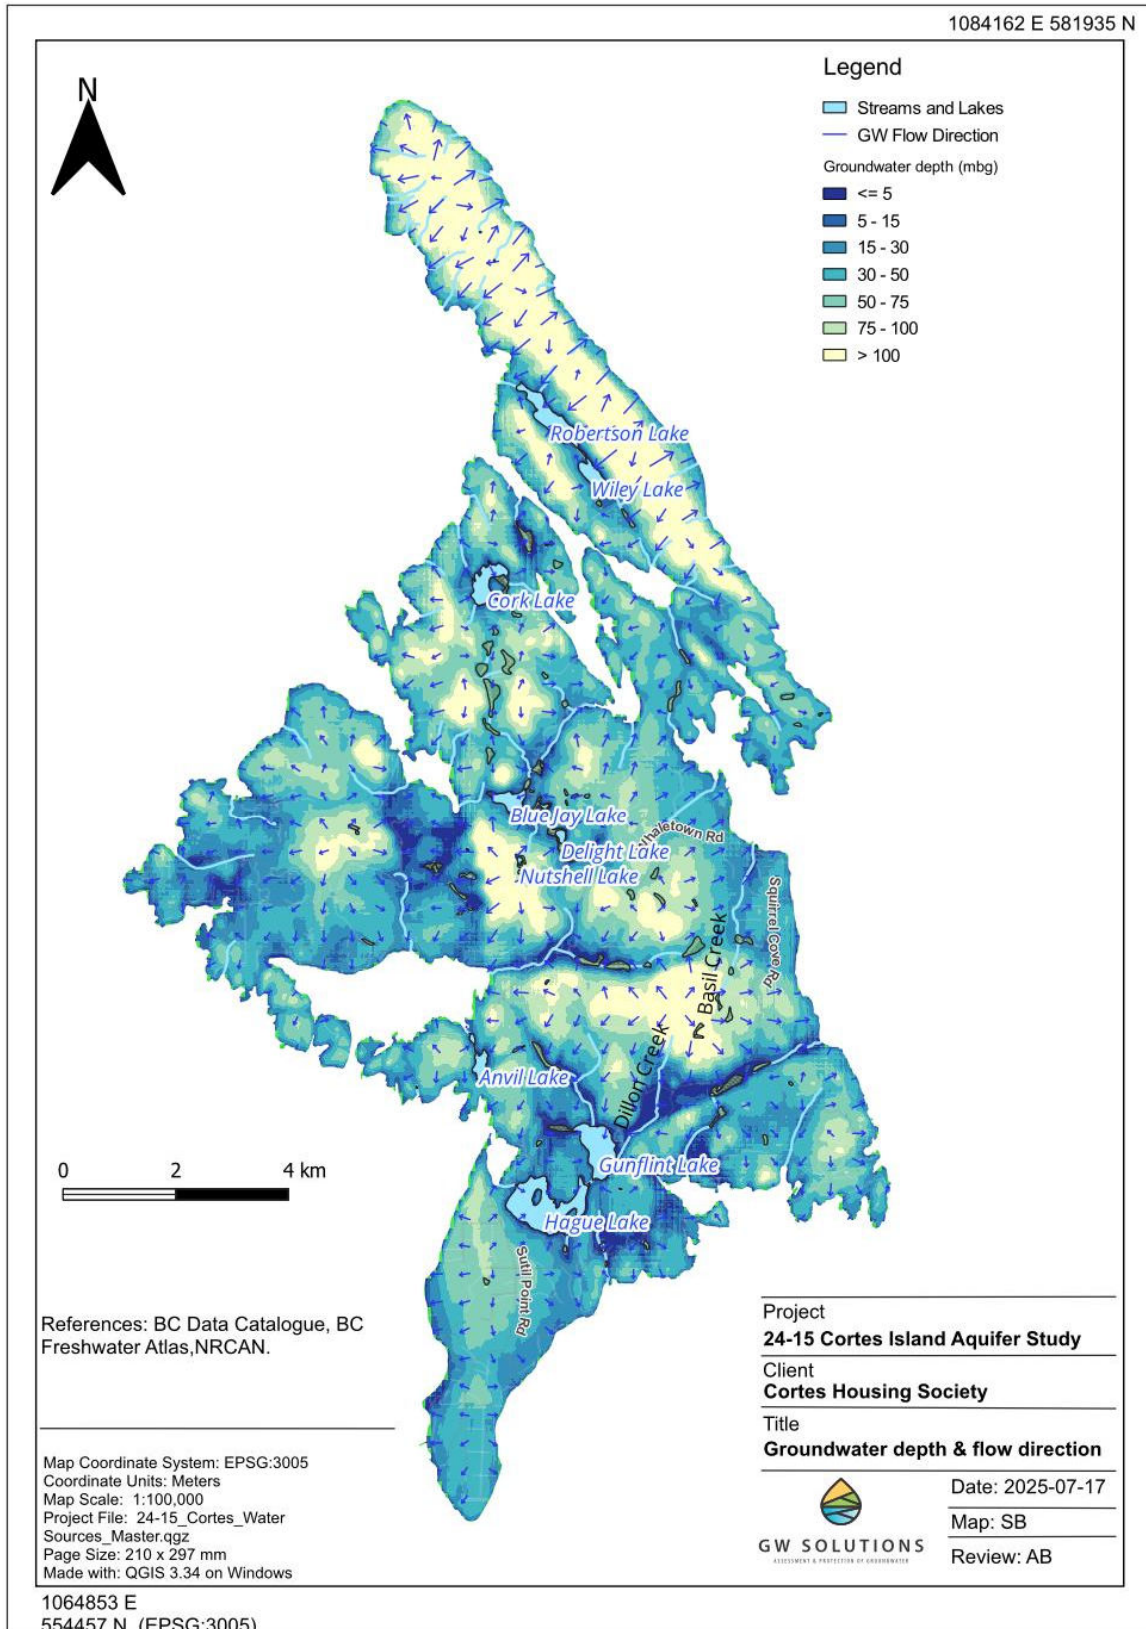 1084162 E 581935 N
N
Legend
Streams and Lakes
GW Flow Direction
Groundwater depth (mbg)
<= 5
5 - 15
15 - 30
30 - 50
50 - 75
75 - 100
> 100
Robertson Lake
Wiley Lake
Cork Lake
Blue Jay Lake
Whaletown Rd
Delight Lake
Nutshell Lake
Squirrel Cove Rd
Basil Creek
Dillon Creek
Anvil Lake
Gunflint Lake
Hague Lake
Sutil Point Rd
0 2 4 km
References: BC Data Catalogue, BC
Freshwater Atlas,NRCAN.
Project
24-15 Cortes Island Aquifer Study
Client
Cortes Housing Society
Title
Groundwater depth & flow direction
Map Coordinate System: EPSG:3005
Coordinate Units: Meters
Map Scale: 1:100,000
Project File: 24-15_Cortes_Water
Sources_Master.qgz
Page Size: 210 x 297 mm
Made with: QGIS 3.34 on Windows
GW SOLUTIONS
ASSESSMENT & PROTECTION OF GROUNDWATER
Date: 2025-07-17
Map: SB
Review: AB
1064853 E
554457 N (EPSG:3005)